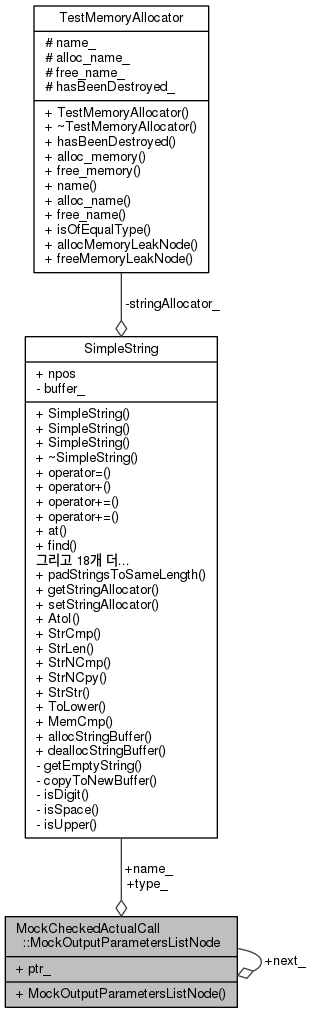 TestMemoryAllocator
# name_
# alloc_name_
# free_name_
# hasBeenDestroyed_
+ TestMemoryAllocator()
+ ~TestMemoryAllocator()
+ hasBeenDestroyed()
+ alloc_memory()
+ free_memory()
+ name()
+ alloc_name()
+ free_name()
+ isOfEqualType()
+ allocMemoryLeakNode()
+ freeMemoryLeakNode()
-stringAllocator_
SimpleString
+ npos
- buffer_
+ SimpleString()
+ SimpleString()
+ SimpleString()
+ ~SimpleString()
+ operator=()
+ operator+()
+ operator+=()
+ operator+=()
+ at()
+ find()
그리고 18개 더...
+ padStringsToSameLength()
+ getStringAllocator()
+ setStringAllocator()
+ AtoI()
+ StrCmp()
+ StrLen()
+ StrNCmp()
+ StrNCpy()
+ StrStr()
+ ToLower()
+ MemCmp()
+ allocStringBuffer()
+ deallocStringBuffer()
- getEmptyString()
- copyToNewBuffer()
- isDigit()
- isSpace()
- isUpper()
+name_
+type_
MockCheckedActualCall
::MockOutputParametersListNode
+ ptr_
+ MockOutputParametersListNode()
+next_